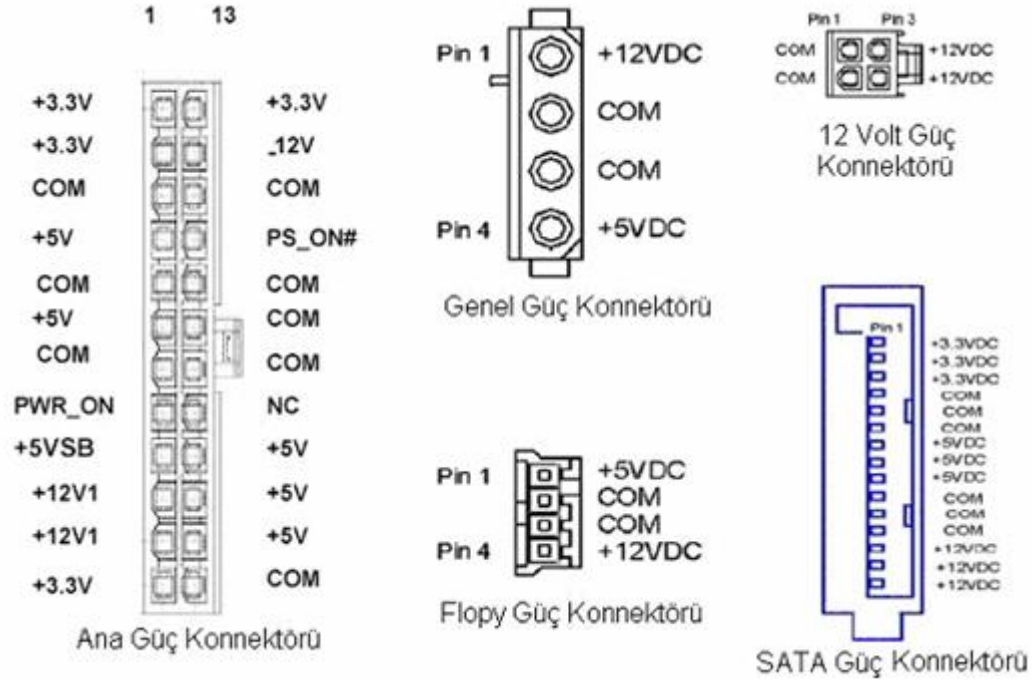 1 13
+3.3V +3.3V
+3.3V -12V
COM COM
+5V PS_ON#
COM COM
+5V COM
COM COM
PWR_ON NC
+5VSB +5V
+12V1 +5V
+12V1 +5V
+3.3V COM
Ana Güç Konnektörü
Pin 1 +12VDC
COM
COM
Pin 4 +5VDC
Genel Güç Konnektörü
Pin 1 +5VDC
COM
COM
Pin 4 +12VDC
Flopy Güç Konnektörü
Pin 1 Pin 3
COM +12VDC
COM +12VDC
12 Volt Güç
Konnektörü
Pin 1
+3.3VDC
+3.3VDC
+3.3VDC
COM
COM
COM
+5VDC
+5VDC
+5VDC
COM
COM
COM
+12VDC
+12VDC
+12VDC
SATA Güç Konnektörü